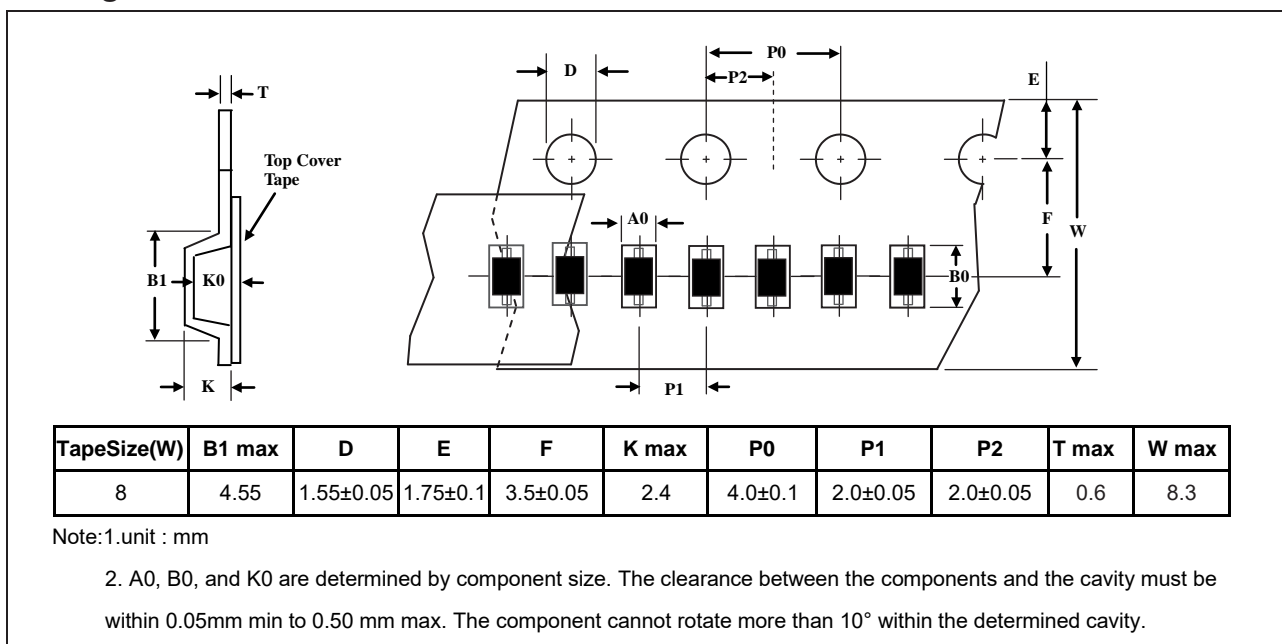 P0
D
P2
E
T
Top Cover
Tape
A0
F
W
B1
K0
B0
K
P1
TapeSize(W) B1 max D E F K max P0 P1 P2 T max W max
8 4.55 1.55±0.05 1.75±0.1 3.5±0.05 2.4 4.0±0.1 2.0±0.05 2.0±0.05 0.6 8.3
Note:1.unit : mm
2. A0, B0, and K0 are determined by component size. The clearance between the components and the cavity must be
within 0.05mm min to 0.50 mm max. The component cannot rotate more than 10° within the determined cavity.